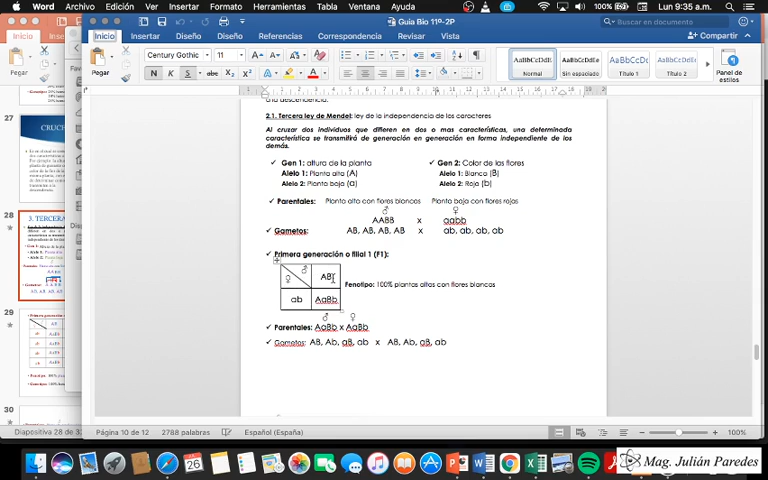 Word Archivo Edición Ver Insertar Formato Herramientas Tabla Ventana Ayuda 100% Lun 9:35 a.m.
Guia Bio 11º-2P
Buscar en documento
Inicio Insertar Diseño Diseño Referencias Correspondencia Revisar Vista Compartir
Pegar
Century Gothic 11
N K S abc
AaBbCcDdEe
Normal
AaBbCcDdEe
Sin espaciado
AaBbCcDc
Título 1
AaBbCcDdE
Título 2
Panel de estilos
a la descendencia.
2.1. Tercera ley de Mendel: ley de la independencia de los caracteres
Al cruzar dos individuos que difieren en dos o mas características, una determinada
característica se transmitirá de generación en generación en forma independiente de los
demás.
✓ Gen 1: altura de la planta ✓ Gen 2: Color de las flores
Alelo 1: Planta alta (A) Alelo 1: Blanca (B)
Alelo 2: Planta baja (a) Alelo 2: Roja (b)
✓ Parentales: Planta alta con flores blancas Planta baja con flores rojas
♂ ♀
AABB x aabb
✓ Gametos: AB, AB, AB, AB x ab, ab, ab, ab
✓ Primera generación o filial 1 (F1):
♂ ♀ AB
ab AaBb
Fenotipo: 100% plantas altas con flores blancas
♂ ♀
✓ Parentales: AaBb x AaBb
✓ Gametos: AB, Ab, aB, ab x AB, Ab, aB, ab
27
CRUC
28
3. TERCERA
29
30
Diapositiva 28 de 3
Página 10 de 12 2788 palabras Español (España) 100%
26
Mag. Julián Paredes